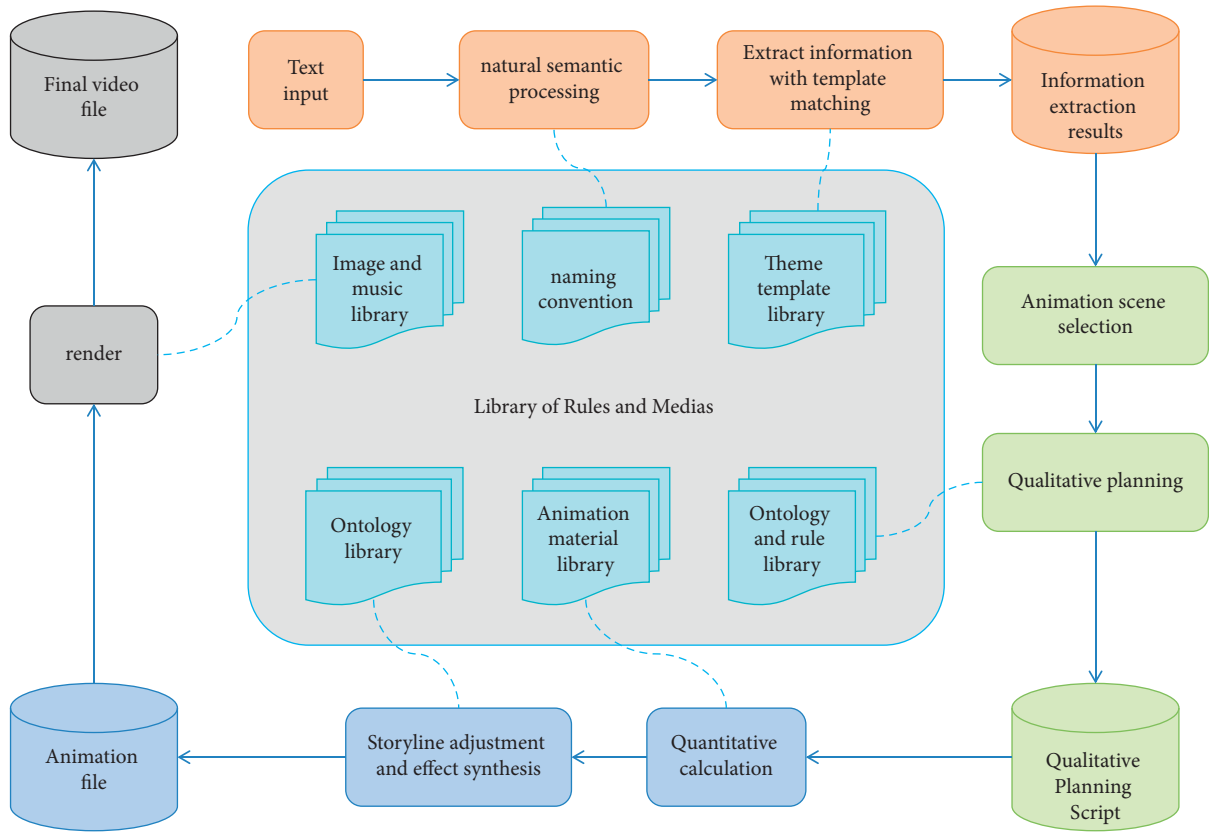 Final video
file
Text
input
natural semantic
processing
Extract information
with template
matching
Information
extraction
results
Image and
music
library
naming
convention
Theme
template
library
Animation scene
selection
render
Library of Rules and Medias
Qualitative planning
Ontology
library
Animation
material
library
Ontology
and rule
library
Animation
file
Storyline adjustment
and effect synthesis
Quantitative
calculation
Qualitative
Planning
Script